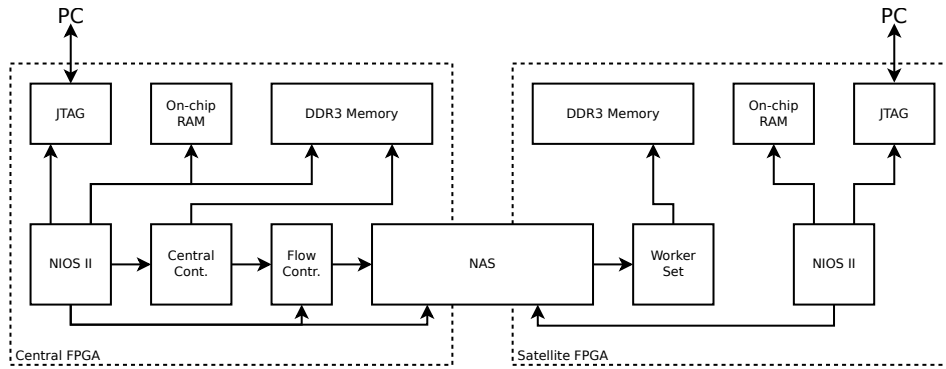 PC
PC
JTAG
On-chip
RAM
DDR3 Memory
DDR3 Memory
On-chip
RAM
JTAG
NIOS II
Central
Cont.
Flow
Contr.
NAS
Worker
Set
NIOS II
Central FPGA
Satellite FPGA